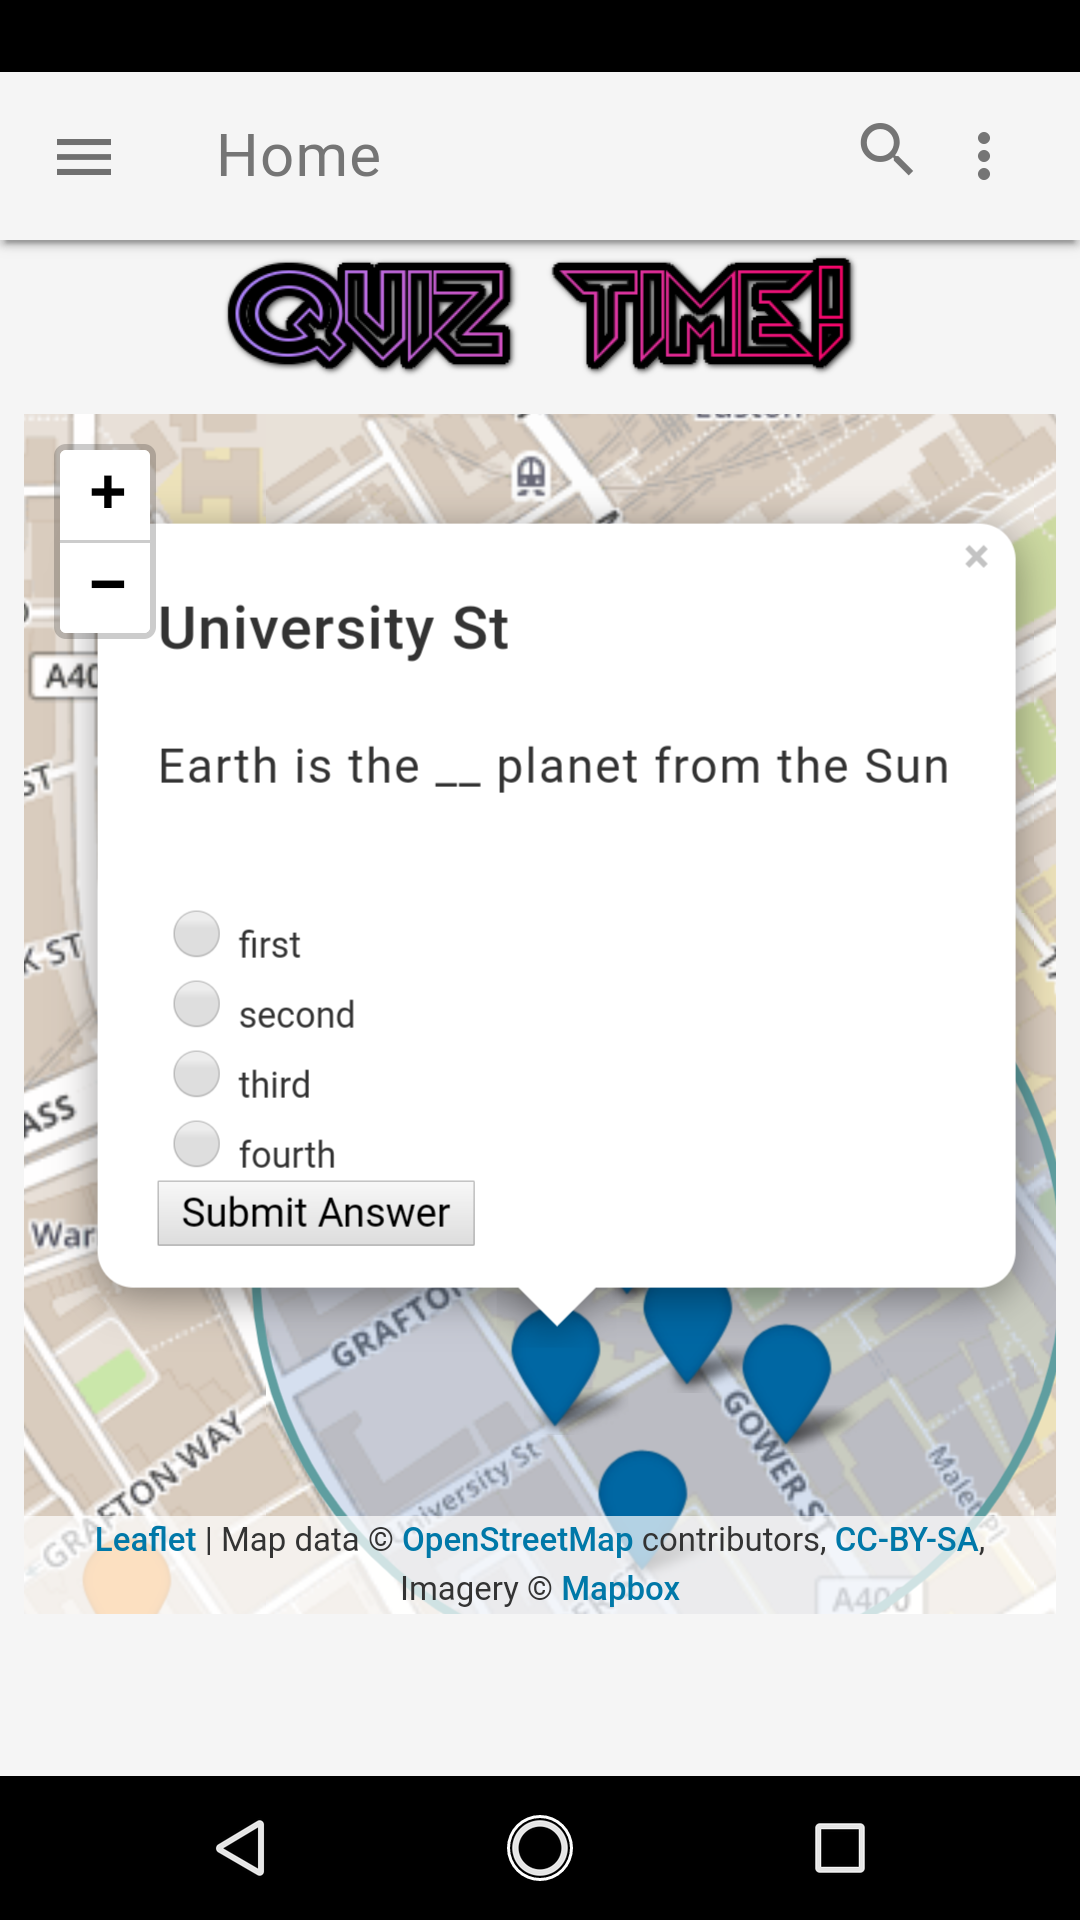 Home
QUIZ TIME!
Euston
+
−
×
University St
A40
Earth is the __ planet from the Sun
ST
K ST
first
second
third
fourth
ASS
Submit Answer
War
GRAFTON
GOWER ST
University St
Malet Pl
GRAFTON WAY
Leaflet | Map data © OpenStreetMap contributors, CC-BY-SA,
Imagery © Mapbox
A400